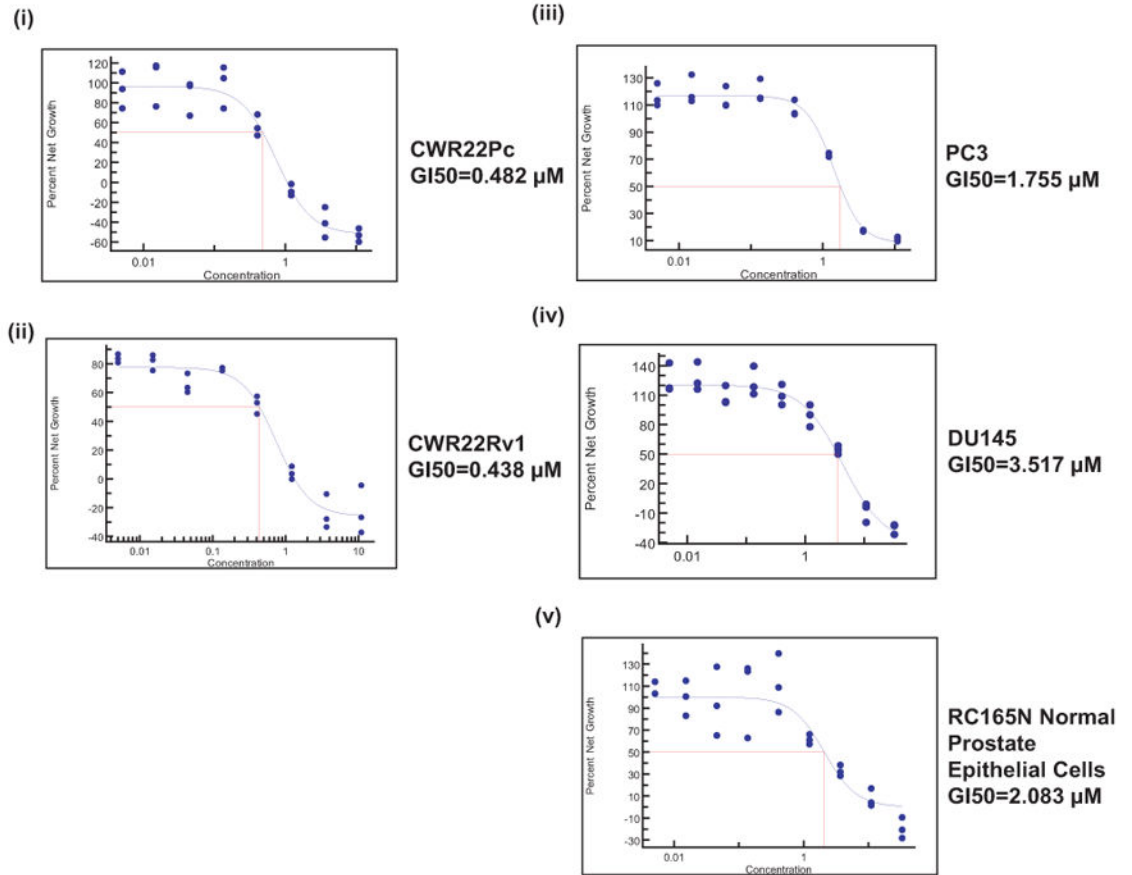 (i)
120
100
80
60
40
20
0
-20
-40
-60
Percent Net Growth
0.01
1
Concentration
CWR22Pc
GI50=0.482 µM
(ii)
80
60
40
20
0
-20
-40
Percent Net Growth
0.01
0.1
1
10
Concentration
CWR22Rv1
GI50=0.438 µM
(iii)
130
110
90
70
50
30
10
Percent Net Growth
0.01
1
Concentration
PC3
GI50=1.755 µM
(iv)
140
110
80
50
20
-10
-40
Percent Net Growth
0.01
1
DU145
GI50=3.517 µM
(v)
130
110
90
70
50
30
10
-10
-30
Percent Net Growth
0.01
1
Concentration
RC165N Normal
Prostate
Epithelial Cells
GI50=2.083 µM